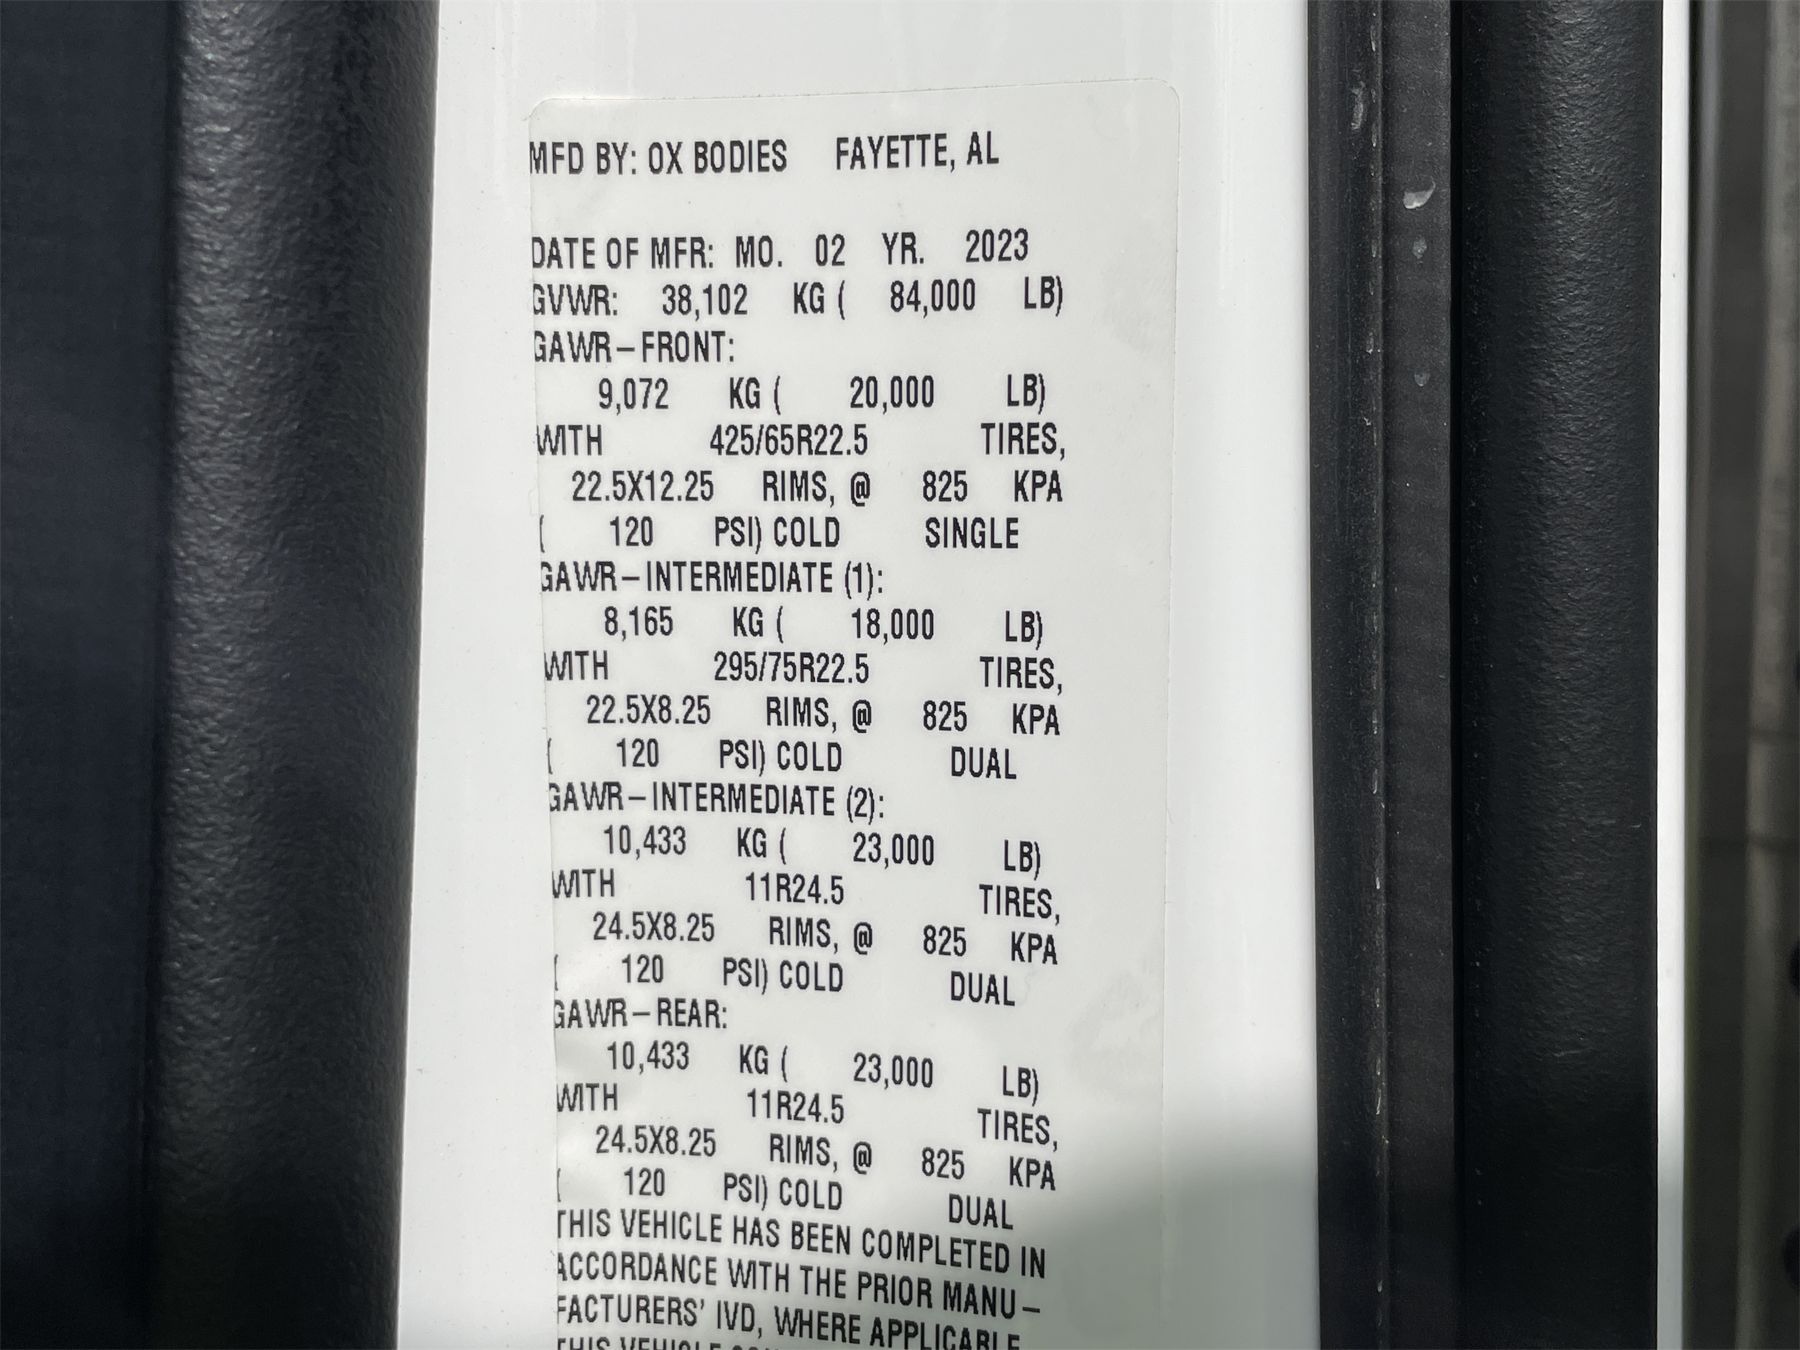 MFD BY: OX BODIES FAYETTE, AL
DATE OF MFR: MO. 02 YR. 2023
GVWR: 38,102 KG ( 84,000 LB)
GAWR-FRONT:
9,072 KG ( 20,000 LB)
WITH 425/65R22.5 TIRES,
22.5X12.25 RIMS, @ 825 KPA
( 120 PSI) COLD SINGLE
GAWR-INTERMEDIATE (1):
8,165 KG ( 18,000 LB)
WITH 295/75R22.5 TIRES,
22.5X8.25 RIMS, @ 825 KPA
( 120 PSI) COLD DUAL
GAWR-INTERMEDIATE (2):
10,433 KG ( 23,000 LB)
WITH 11R24.5 TIRES,
24.5X8.25 RIMS, @ 825 KPA
( 120 PSI) COLD DUAL
GAWR-REAR:
10,433 KG ( 23,000 LB)
WITH 11R24.5 TIRES,
24.5X8.25 RIMS, @ 825 KPA
( 120 PSI) COLD DUAL
THIS VEHICLE HAS BEEN COMPLETED IN
ACCORDANCE WITH THE PRIOR MANU-
FACTURERS' IVD, WHERE APPLICABLE
THIS VEHICLE